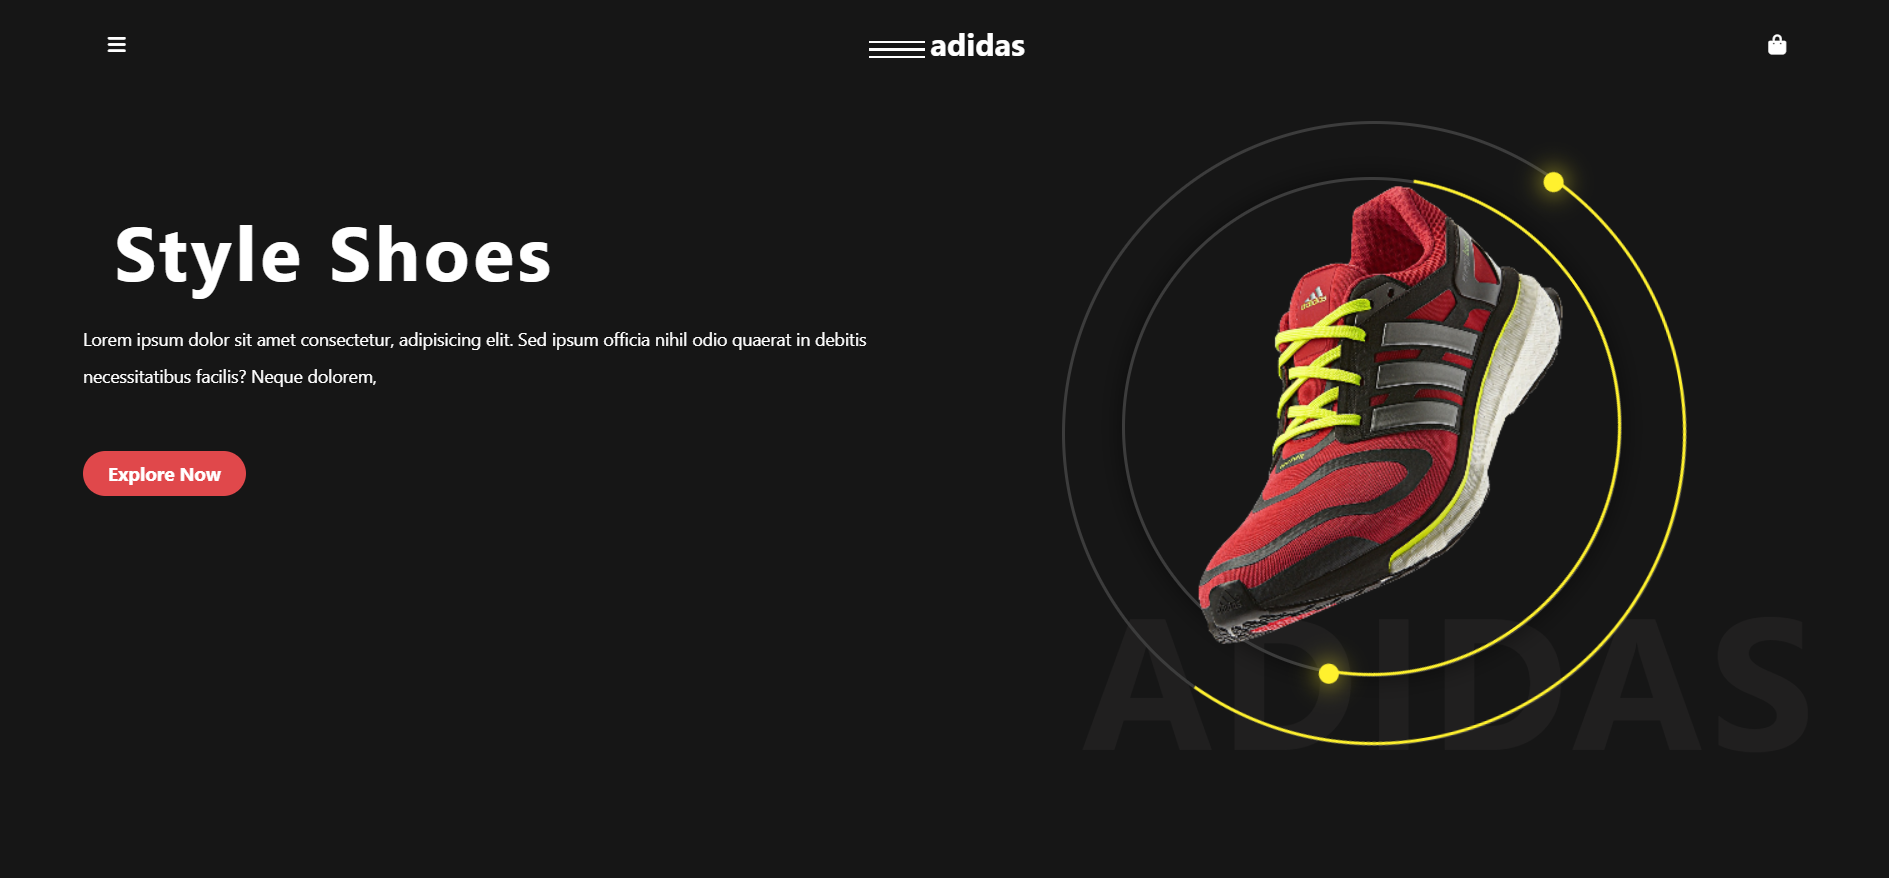 adidas
Style Shoes
Lorem ipsum dolor sit amet consectetur, adipisicing elit. Sed ipsum officia nihil odio quaerat in debitis
necessitatibus facilis? Neque dolorem,
Explore Now
adidas
ADIDAS